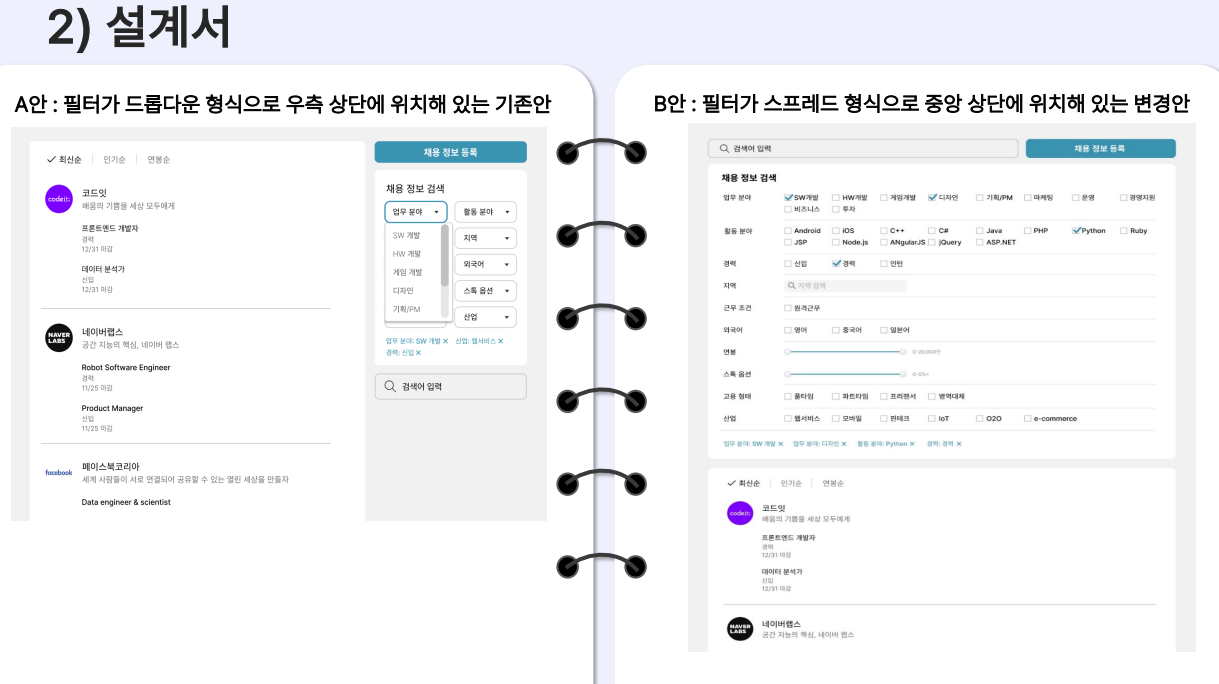 2) 설계서
A안 : 필터가 드롭다운 형식으로 우측 상단에 위치해 있는 기존안
최신순 인기순 연봉순
code it:
코드잇
배움의 기쁨을 세상 모두에게
프론트엔드 개발자
경력
12/31 마감
데이터 분석가
신입
12/31 마감
NAVER LABS
네이버랩스
공간 지능의 핵심, 네이버 랩스
Robot Software Engineer
경력
11/25 마감
Product Manager
신입
11/25 마감
facebook
페이스북코리아
세계 사람들이 서로 연결되어 공유할 수 있는 열린 세상을 만들자
Data engineer & scientist
채용 정보 등록
채용 정보 검색
업무 분야 활동 분야
SW 개발 지역
HW 개발 외국어
게임 개발
디자인 스톡 옵션
기획/PM 산업
업무 분야: SW 개발 × 산업: 웹서비스 ×
경력: 신입 ×
검색어 입력
B안 : 필터가 스프레드 형식으로 중앙 상단에 위치해 있는 변경안
검색어 입력 채용 정보 등록
채용 정보 검색
업무 분야 SW개발 HW개발 게임개발 디자인 기획/PM 마케팅 운영 경영지원
비즈니스 투자
활동 분야 Android iOS C++ C# Java PHP Python Ruby
JSP Node.js ANgularJS jQuery ASP.NET
경력 신입 경력 인턴
지역 지역 검색
근무 조건 원격근무
외국어 영어 중국어 일본어
연봉 0-20,000만
스톡 옵션 0-5%+
고용 형태 풀타임 파트타임 프리랜서 병역대체
산업 웹서비스 모바일 핀테크 IoT O2O e-commerce
업무 분야: SW 개발 × 업무 분야: 디자인 × 활동 분야: Python × 경력: 경력 ×
최신순 인기순 연봉순
code it:
코드잇
배움의 기쁨을 세상 모두에게
프론트엔드 개발자
경력
12/31 마감
데이터 분석가
신입
12/31 마감
NAVER LABS
네이버랩스
공간 지능의 핵심, 네이버 랩스